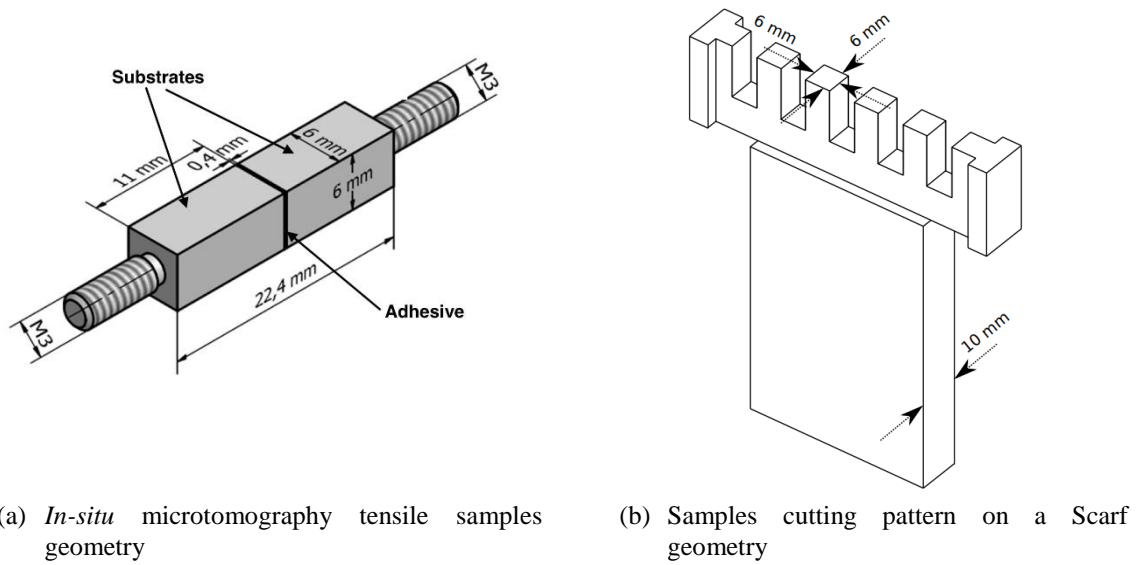 Substrates
M3
11 mm
0,4 mm
6 mm
6 mm
22,4 mm
M3
Adhesive
6 mm
6 mm
10 mm
(a) In-situ microtomography tensile samples
geometry
(b) Samples cutting pattern on a Scarf
geometry